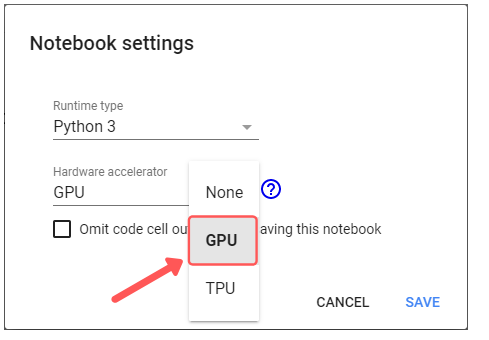 Notebook settings
Runtime type
Python 3
Hardware accelerator
GPU
None
?
Omit code cell ou
GPU
aving this notebook
TPU
CANCEL
SAVE